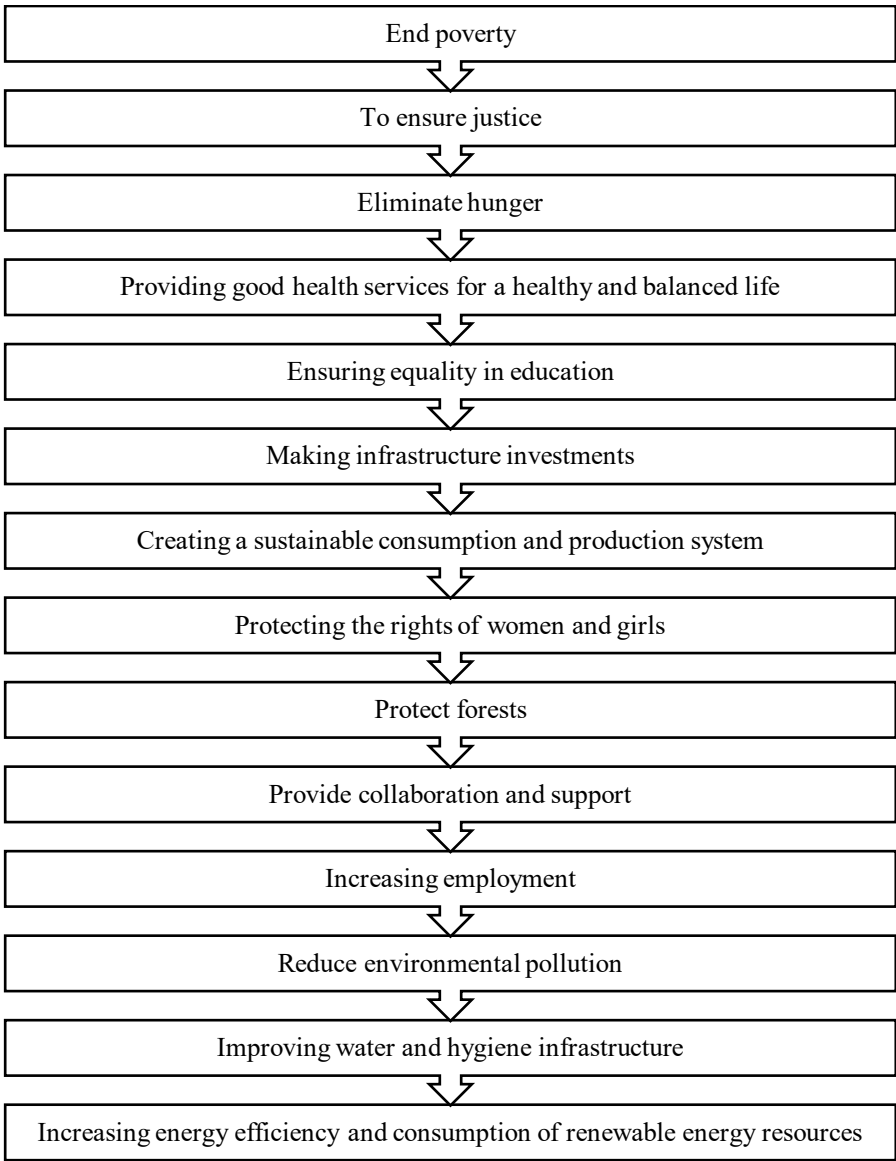 End poverty
To ensure justice
Eliminate hunger
Providing good health services for a healthy and balanced life
Ensuring equality in education
Making infrastructure investments
Creating a sustainable consumption and production system
Protecting the rights of women and girls
Protect forests
Provide collaboration and support
Increasing employment
Reduce environmental pollution
Improving water and hygiene infrastructure
Increasing energy efficiency and consumption of renewable energy resources